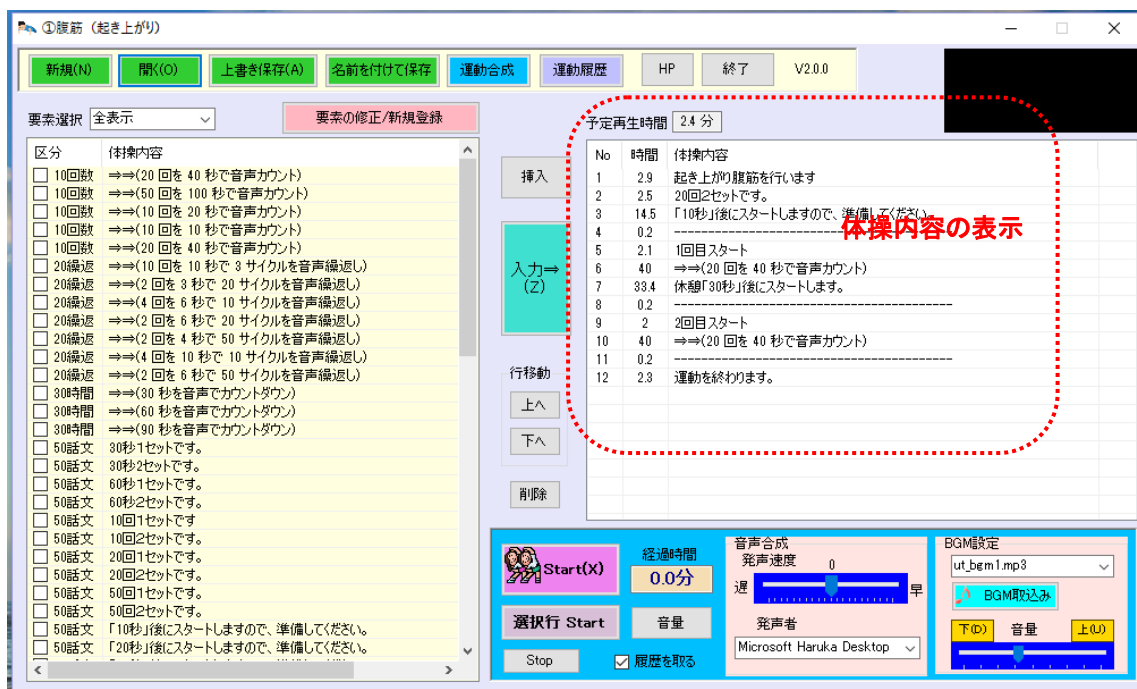 ①腹筋（起き上がり）
新規(N) 開く(O) 上書き保存(A) 名前を付けて保存 運動合成 運動履歴 HP 終了 V2.0.0
要素選択 全表示 要素の修正/新規登録
区分 体操内容
10回数 ⇒⇒(20 回を 40 秒で音声カウント)
10回数 ⇒⇒(50 回を 100 秒で音声カウント)
10回数 ⇒⇒(10 回を 20 秒で音声カウント)
10回数 ⇒⇒(10 回を 10 秒で音声カウント)
10回数 ⇒⇒(20 回を 40 秒で音声カウント)
20繰返 ⇒⇒(10 回を 10 秒で 3 サイクルを音声繰返し)
20繰返 ⇒⇒(2 回を 3 秒で 20 サイクルを音声繰返し)
20繰返 ⇒⇒(4 回を 6 秒で 10 サイクルを音声繰返し)
20繰返 ⇒⇒(2 回を 6 秒で 20 サイクルを音声繰返し)
20繰返 ⇒⇒(2 回を 4 秒で 50 サイクルを音声繰返し)
20繰返 ⇒⇒(4 回を 10 秒で 10 サイクルを音声繰返し)
20繰返 ⇒⇒(2 回を 6 秒で 50 サイクルを音声繰返し)
30時間 ⇒⇒(30 秒を音声でカウントダウン)
30時間 ⇒⇒(60 秒を音声でカウントダウン)
30時間 ⇒⇒(90 秒を音声でカウントダウン)
50話文 30秒1セットです。
50話文 30秒2セットです。
50話文 60秒1セットです。
50話文 60秒2セットです。
50話文 10回1セットです
50話文 10回2セットです。
50話文 20回1セットです
50話文 20回2セットです。
50話文 50回1セットです。
50話文 50回2セットです。
50話文 「10秒」後にスタートしますので、準備してください。
50話文 「20秒」後にスタートしますので、準備してください。
挿入
入力⇒
(Z)
行移動
上へ
下へ
削除
予定再生時間 2.4 分
No 時間 体操内容
1 2.9 起き上がり腹筋を行います
2 2.5 20回2セットです。
3 14.5 「10秒」後にスタートしますので、準備してください。
4 0.2 ------------------------------------------
5 2.1 1回目スタート
6 40 ⇒⇒(20 回を 40 秒で音声カウント)
7 33.4 休憩「30秒」後にスタートします。
8 0.2 ------------------------------------------
9 2 2回目スタート
10 40 ⇒⇒(20 回を 40 秒で音声カウント)
11 0.2 ------------------------------------------
12 2.3 運動を終わります。
体操内容の表示
Start(X)
経過時間
0.0分
選択行 Start
音量
Stop
履歴を取る
音声合成
発声速度 0
遅 早
発声者
Microsoft Haruka Desktop
BGM設定
ut_bgm1.mp3
BGM取込み
下(D) 音量 上(U)